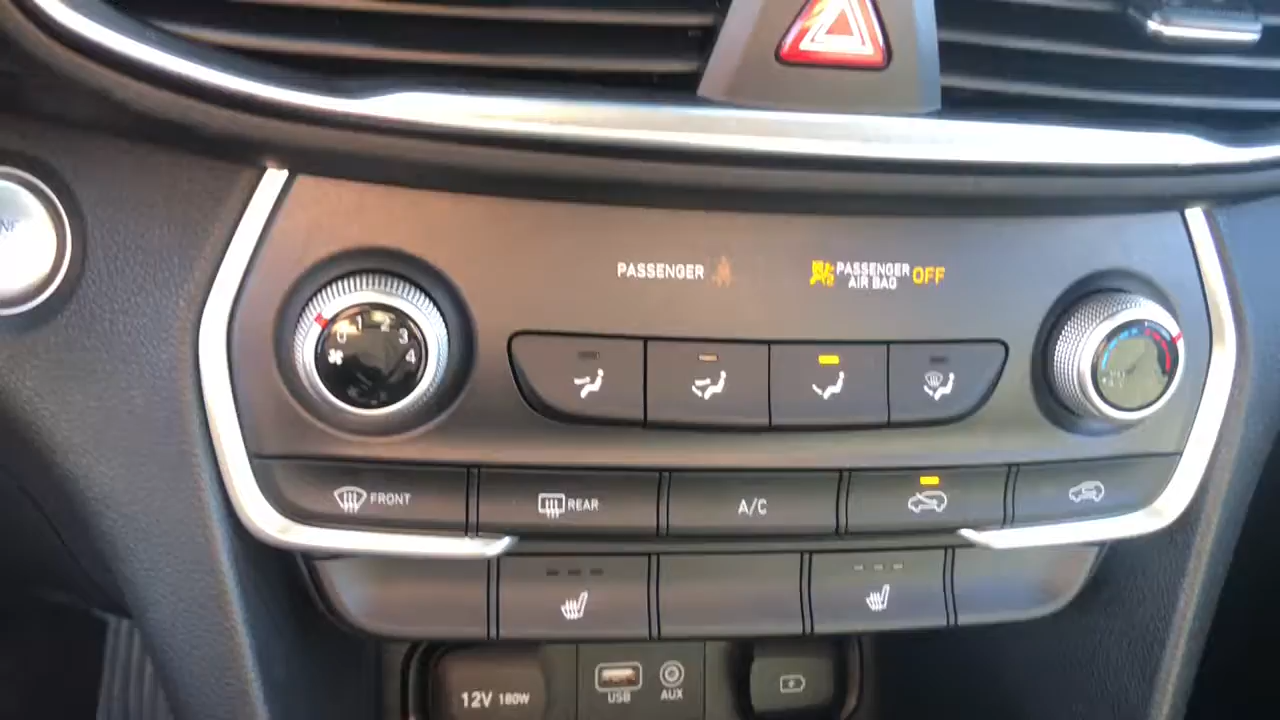 PASSENGER
PASSENGER
AIR BAG
OFF
0 1 2 3 4
FRONT
REAR
A/C
12V 180W
USB
AUX